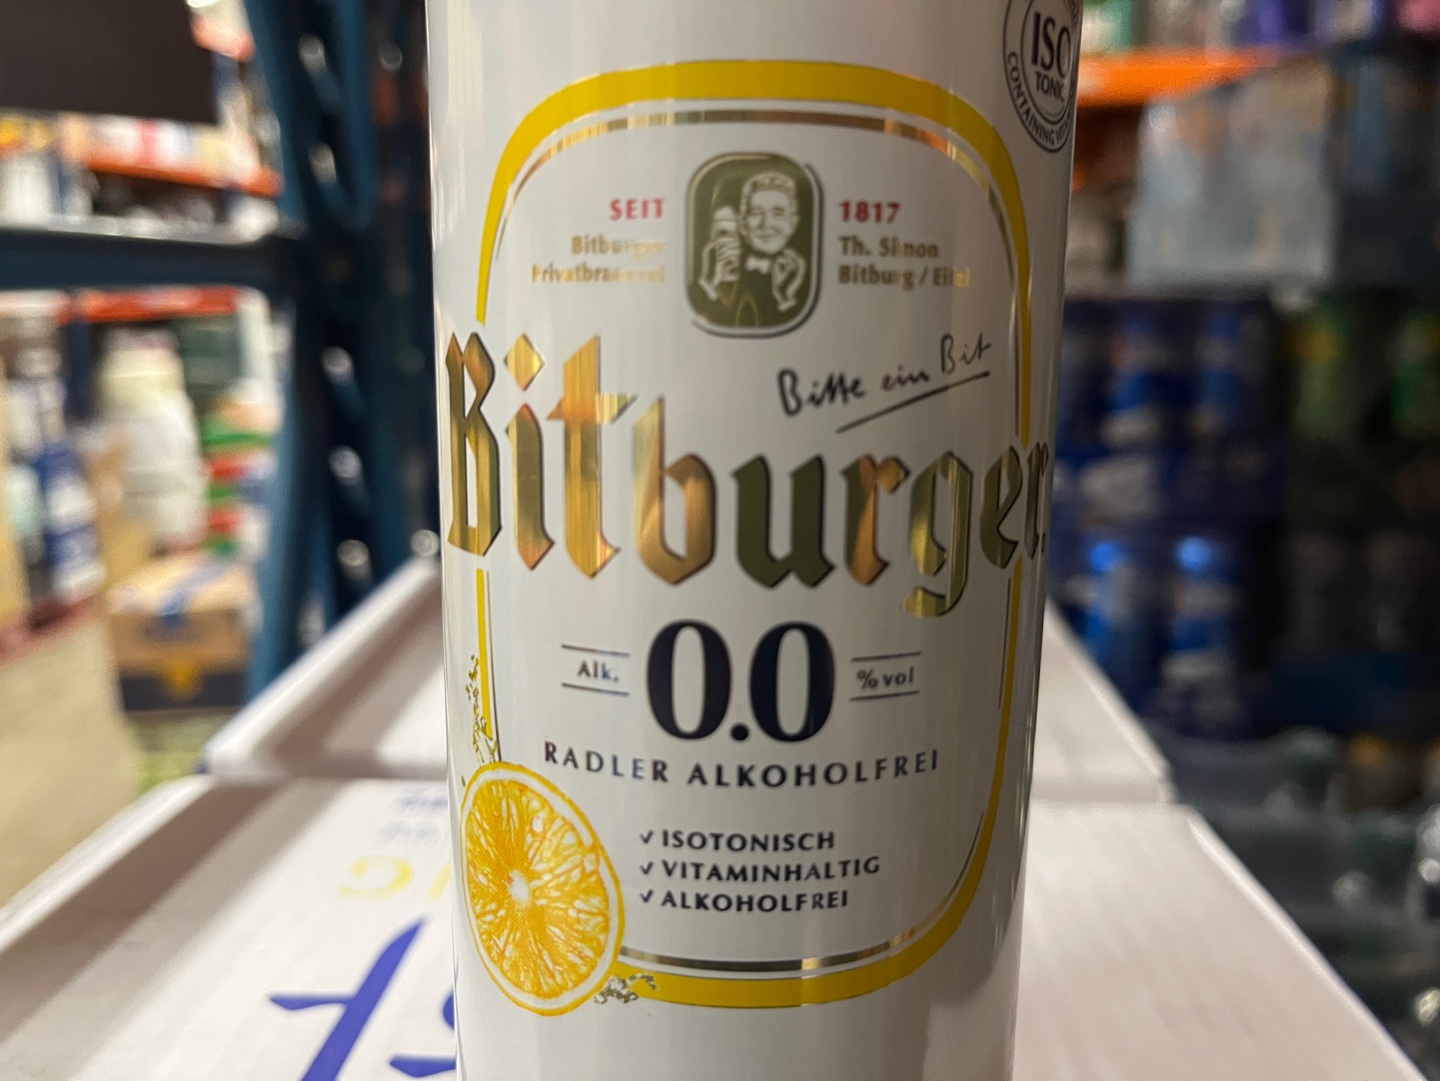 ISO
TONIC
CONTAINING
SEIT
1817
Bitburger
Privatbrauerei
Th. Simon
Bitburg / Eifel
Bitte ein Bit
Bitburger
Alk. 0.0 % vol
RADLER ALKOHOLFREI
✓ ISOTONISCH
✓ VITAMINHALTIG
✓ ALKOHOLFREI